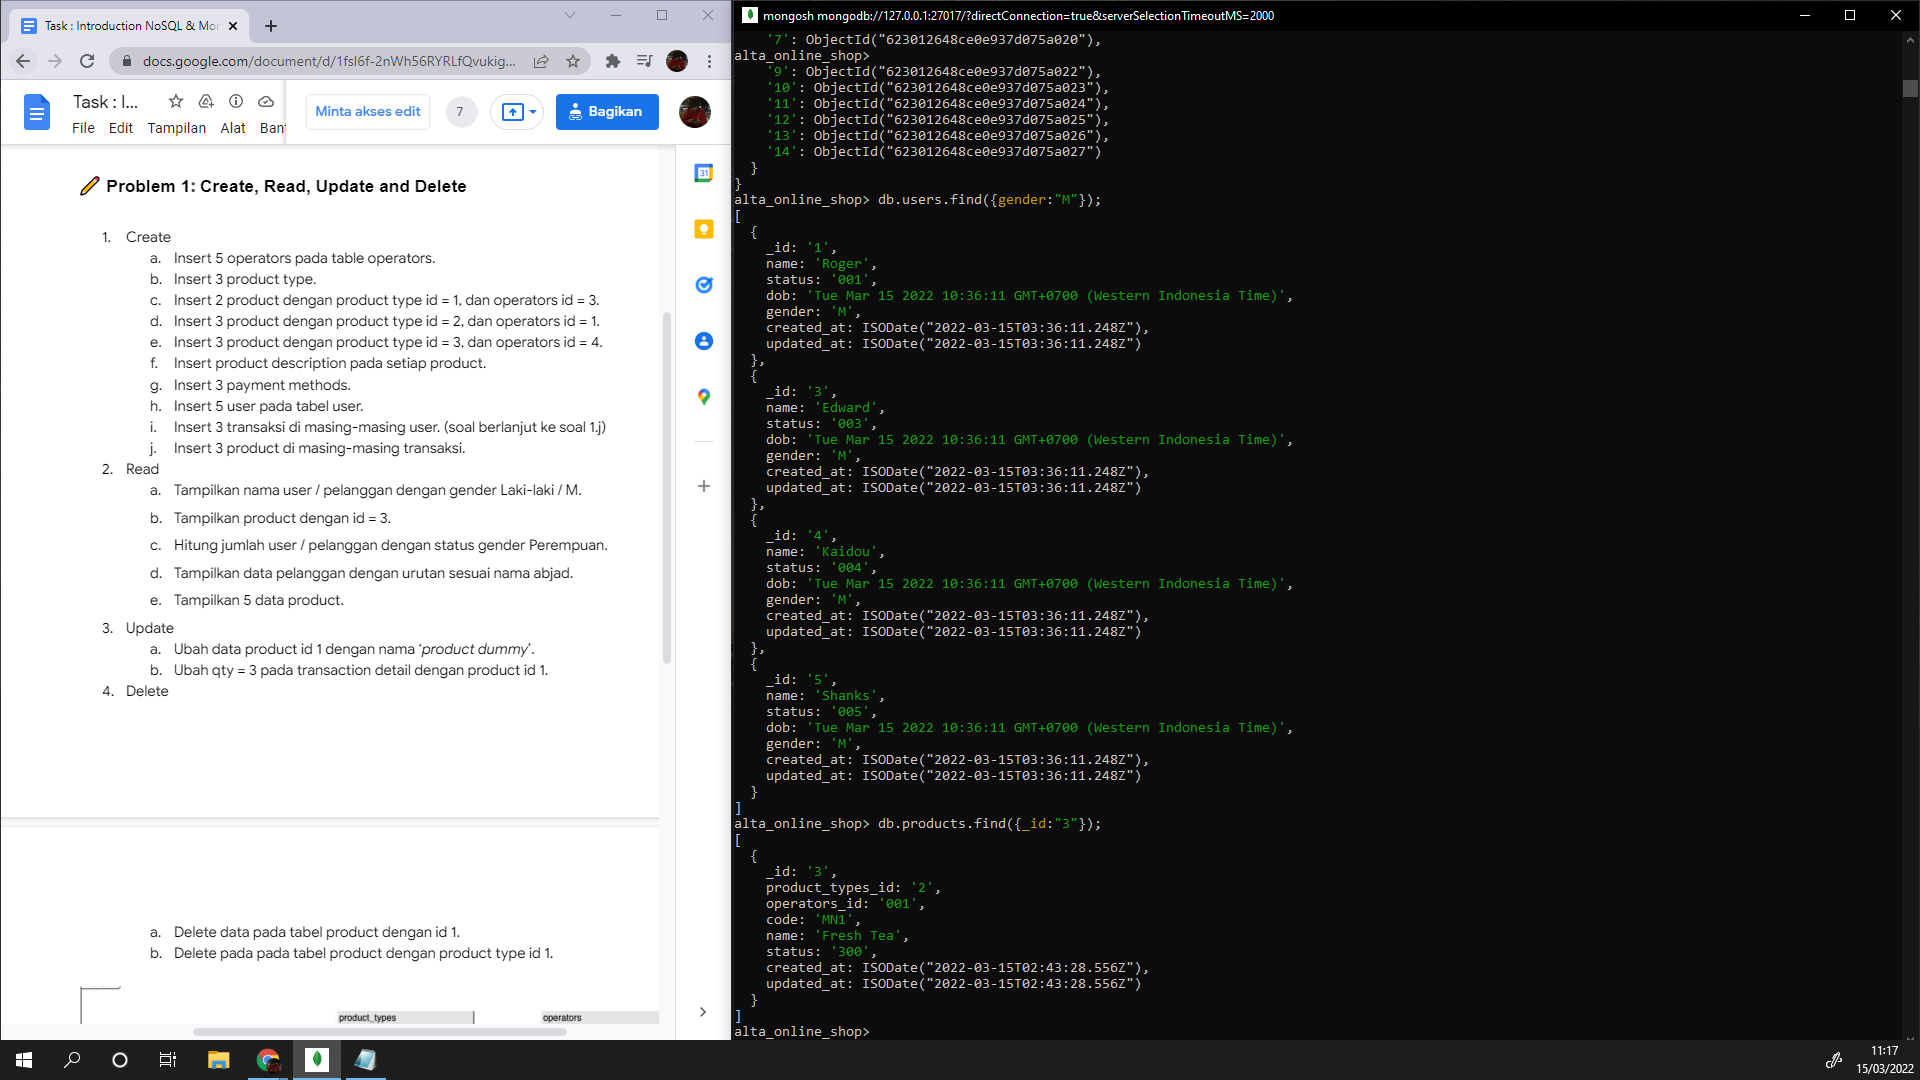 Task : Introduction NoSQL & Mor
docs.google.com/document/d/1fsI6f-2nWh56RYRLfQvukig...
Task : I...
Minta akses edit
7
Bagikan
File Edit Tampilan Alat Ban
Problem 1: Create, Read, Update and Delete
1. Create
a. Insert 5 operators pada table operators.
b. Insert 3 product type.
c. Insert 2 product dengan product type id = 1, dan operators id = 3.
d. Insert 3 product dengan product type id = 2, dan operators id = 1.
e. Insert 3 product dengan product type id = 3, dan operators id = 4.
f. Insert product description pada setiap product.
g. Insert 3 payment methods.
h. Insert 5 user pada tabel user.
i. Insert 3 transaksi di masing-masing user. (soal berlanjut ke soal 1.j)
j. Insert 3 product di masing-masing transaksi.
2. Read
a. Tampilkan nama user / pelanggan dengan gender Laki-laki / M.
b. Tampilkan product dengan id = 3.
c. Hitung jumlah user / pelanggan dengan status gender Perempuan.
d. Tampilkan data pelanggan dengan urutan sesuai nama abjad.
e. Tampilkan 5 data product.
3. Update
a. Ubah data product id 1 dengan nama ‘product dummy’.
b. Ubah qty = 3 pada transaction detail dengan product id 1.
4. Delete
a. Delete data pada tabel product dengan id 1.
b. Delete pada pada tabel product dengan product type id 1.
product_types
operators
31
mongosh mongodb://127.0.0.1:27017/?directConnection=true&serverSelectionTimeoutMS=2000
'7': ObjectId("623012648ce0e937d075a020"),
alta_online_shop>
'9': ObjectId("623012648ce0e937d075a022"),
'10': ObjectId("623012648ce0e937d075a023"),
'11': ObjectId("623012648ce0e937d075a024"),
'12': ObjectId("623012648ce0e937d075a025"),
'13': ObjectId("623012648ce0e937d075a026"),
'14': ObjectId("623012648ce0e937d075a027")
}
}
alta_online_shop> db.users.find({gender:"M"});
[
{
_id: '1',
name: 'Roger',
status: '001',
dob: 'Tue Mar 15 2022 10:36:11 GMT+0700 (Western Indonesia Time)',
gender: 'M',
created_at: ISODate("2022-03-15T03:36:11.248Z"),
updated_at: ISODate("2022-03-15T03:36:11.248Z")
},
{
_id: '3',
name: 'Edward',
status: '003',
dob: 'Tue Mar 15 2022 10:36:11 GMT+0700 (Western Indonesia Time)',
gender: 'M',
created_at: ISODate("2022-03-15T03:36:11.248Z"),
updated_at: ISODate("2022-03-15T03:36:11.248Z")
},
{
_id: '4',
name: 'Kaidou',
status: '004',
dob: 'Tue Mar 15 2022 10:36:11 GMT+0700 (Western Indonesia Time)',
gender: 'M',
created_at: ISODate("2022-03-15T03:36:11.248Z"),
updated_at: ISODate("2022-03-15T03:36:11.248Z")
},
{
_id: '5',
name: 'Shanks',
status: '005',
dob: 'Tue Mar 15 2022 10:36:11 GMT+0700 (Western Indonesia Time)',
gender: 'M',
created_at: ISODate("2022-03-15T03:36:11.248Z"),
updated_at: ISODate("2022-03-15T03:36:11.248Z")
}
]
alta_online_shop> db.products.find({_id:"3"});
[
{
_id: '3',
product_types_id: '2',
operators_id: '001',
code: 'MN1',
name: 'Fresh Tea',
status: '300',
created_at: ISODate("2022-03-15T02:43:28.556Z"),
updated_at: ISODate("2022-03-15T02:43:28.556Z")
}
]
alta_online_shop>
11:17
15/03/2022